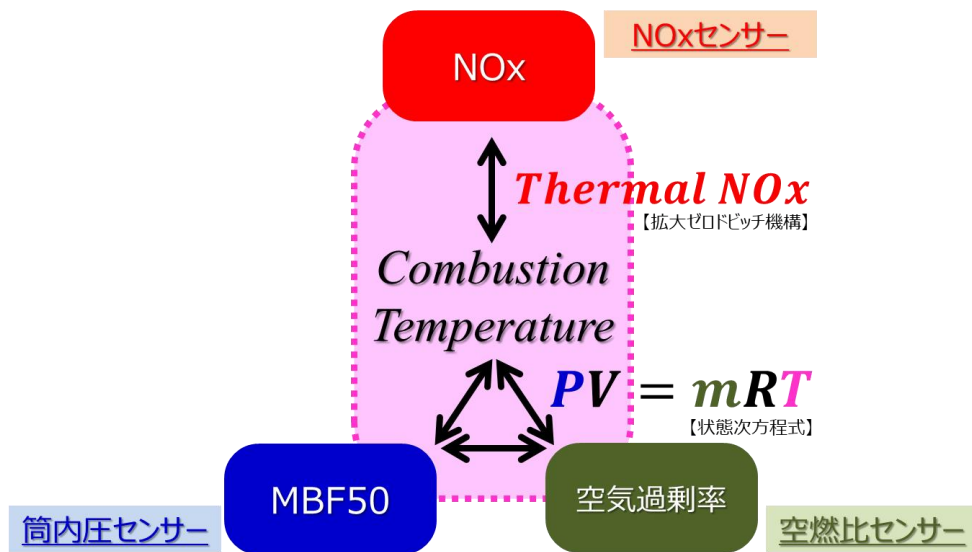 NOx
NOxセンサー
Thermal NOx
【拡大ゼロドビッチ機構】
Combustion
Temperature
PV = mRT
【状態次方程式】
MBF50
空気過剰率
筒内圧センサー
空燃比センサー